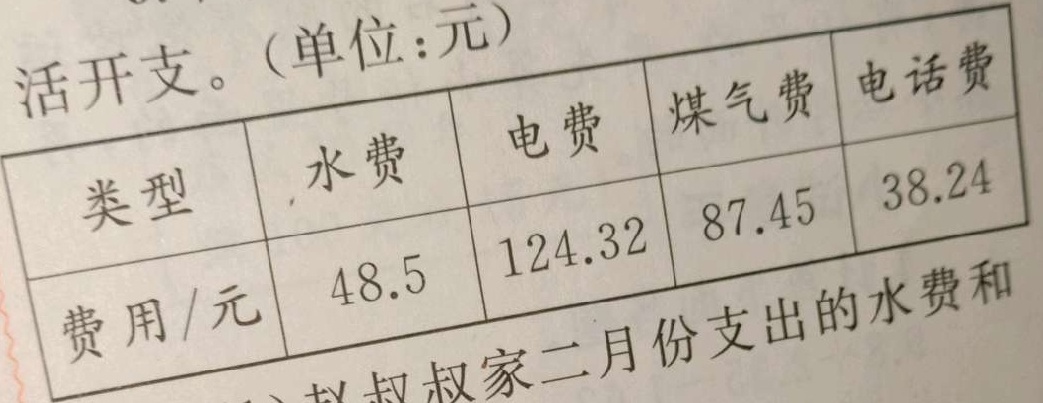 活开支。(单位:元)
类型 水费 电费 煤气费 电话费
费用/元 48.5 124.32 87.45 38.24
赵叔叔家二月份支出的水费和